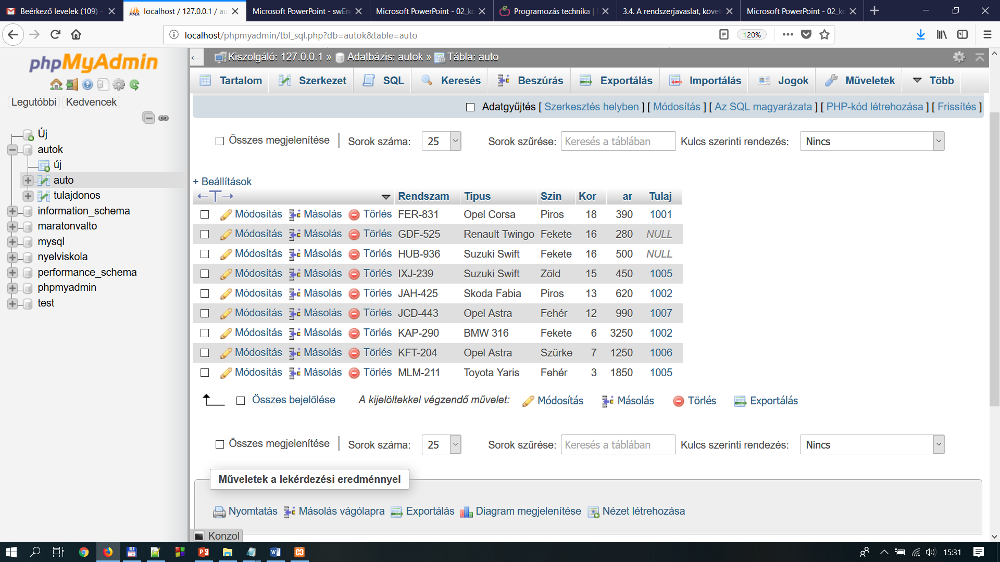 Beérkező levelek (109) -
localhost / 127.0.0.1 / au
Microsoft PowerPoint - swEn
Microsoft PowerPoint - 02_ko
Programozás technika |
3.4. A rendszerjavaslat, követ
Microsoft PowerPoint - 02_ko
localhost/phpmyadmin/tbl_sql.php?db=autok&table=auto
120%
phpMyAdmin
Legutóbbi Kedvencek
Új
autok
új
auto
tulajdonos
information_schema
maratonvalto
mysql
nyelviskola
performance_schema
phpmyadmin
test
Kiszolgáló: 127.0.0.1 » Adatbázis: autok » Tábla: auto
Tartalom Szerkezet SQL Keresés Beszúrás Exportálás Importálás Jogok Műveletek Több
Adatgyűjtés [ Szerkesztés helyben ] [ Módosítás ] [ Az SQL magyarázata ] [ PHP-kód létrehozása ] [ Frissítés ]
Összes megjelenítése | Sorok száma: 25 Sorok szűrése: Keresés a táblában Kulcs szerinti rendezés: Nincs
+ Beállítások
←T→ Rendszam Tipus Szin Kor ar Tulaj
Módosítás Másolás Törlés FER-831 Opel Corsa Piros 18 390 1001
Módosítás Másolás Törlés GDF-525 Renault Twingo Fekete 16 280 NULL
Módosítás Másolás Törlés HUB-936 Suzuki Swift Fekete 16 500 NULL
Módosítás Másolás Törlés IXJ-239 Suzuki Swift Zöld 15 450 1005
Módosítás Másolás Törlés JAH-425 Skoda Fabia Piros 13 620 1002
Módosítás Másolás Törlés JCD-443 Opel Astra Fehér 12 990 1007
Módosítás Másolás Törlés KAP-290 BMW 316 Fekete 6 3250 1002
Módosítás Másolás Törlés KFT-204 Opel Astra Szürke 7 1250 1006
Módosítás Másolás Törlés MLM-211 Toyota Yaris Fehér 3 1850 1005
Összes bejelölése A kijelöltekkel végzendő művelet: Módosítás Másolás Törlés Exportálás
Összes megjelenítése | Sorok száma: 25 Sorok szűrése: Keresés a táblában Kulcs szerinti rendezés: Nincs
Műveletek a lekérdezési eredménnyel
Nyomtatás Másolás vágólapra Exportálás Diagram megjelenítése Nézet létrehozása
Konzol
15:31